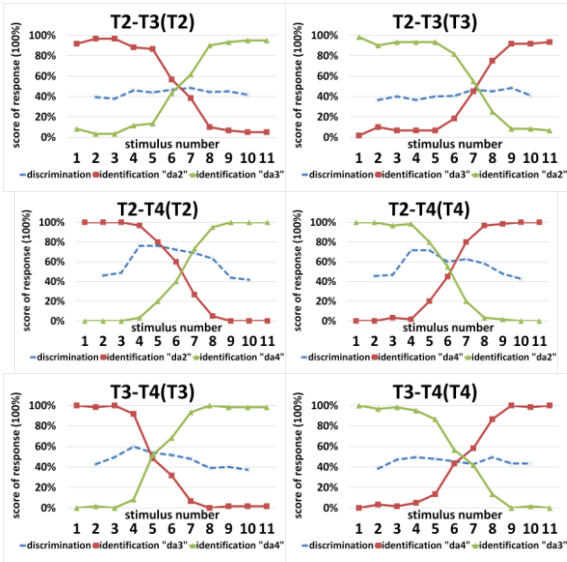 T2-T3(T2)
score of response (100%)
100%
80%
60%
40%
20%
0%
stimulus number
1 2 3 4 5 6 7 8 9 10 11
discrimination identification "da2" identification "da3"
T2-T3(T3)
score of response (100%)
100%
80%
60%
40%
20%
0%
stimulus number
1 2 3 4 5 6 7 8 9 10 11
discrimination identification "da3" identification "da2"
T2-T4(T2)
score of response (100%)
100%
80%
60%
40%
20%
0%
stimulus number
1 2 3 4 5 6 7 8 9 10 11
discrimination identification "da2" identification "da4"
T2-T4(T4)
score of response (100%)
100%
80%
60%
40%
20%
0%
stimulus number
1 2 3 4 5 6 7 8 9 10 11
discrimination identification "da4" identification "da2"
T3-T4(T3)
score of response (100%)
100%
80%
60%
40%
20%
0%
stimulus number
1 2 3 4 5 6 7 8 9 10 11
discrimination identification "da3" identification "da4"
T3-T4(T4)
score of response (100%)
100%
80%
60%
40%
20%
0%
stimulus number
1 2 3 4 5 6 7 8 9 10 11
discrimination identification "da4" identification "da3"